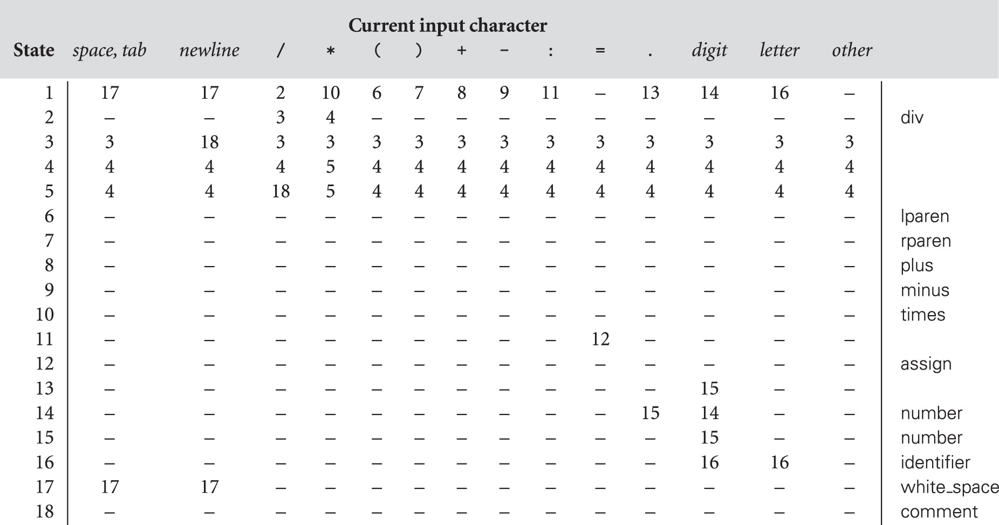 Current input character
State space, tab newline / * ( ) + – : = . digit letter other
1 17 17 2 10 6 7 8 9 11 – 13 14 16 –
2 – – 3 4 – – – – – – – – – – div
3 3 18 3 3 3 3 3 3 3 3 3 3 3 3
4 4 4 4 5 4 4 4 4 4 4 4 4 4 4
5 4 4 18 5 4 4 4 4 4 4 4 4 4 4
6 – – – – – – – – – – – – – – lparen
7 – – – – – – – – – – – – – – rparen
8 – – – – – – – – – – – – – – plus
9 – – – – – – – – – – – – – – minus
10 – – – – – – – – – – – – – – times
11 – – – – – – – – – 12 – – – –
12 – – – – – – – – – – – – – – assign
13 – – – – – – – – – – – 15 – –
14 – – – – – – – – – – 15 14 – – number
15 – – – – – – – – – – – 15 – – number
16 – – – – – – – – – – – 16 16 – identifier
17 17 17 – – – – – – – – – – – – white_space
18 – – – – – – – – – – – – – – comment